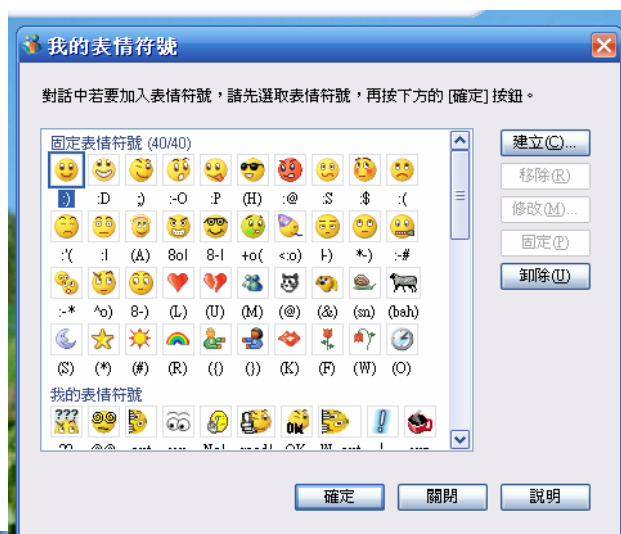 我的表情符號
對話中若要加入表情符號，請先選取表情符號，再按下方的 [確定] 按鈕。
固定表情符號 (40/40)
:) :D ;) :-O :P (H) :@ :S :$ :(
:'( :| (A) 8o| 8-| +o( <:o) |-) *-) :-#
:-* ^o) 8-) (L) (U) (M) (@) (&) (sn) (bah)
(S) (*) (#) (R) ({) (}) (K) (F) (W) (O)
我的表情符號
???
OK
建立(C)...
移除(R)
修改(M)...
固定(P)
卸除(U)
確定 關閉 說明